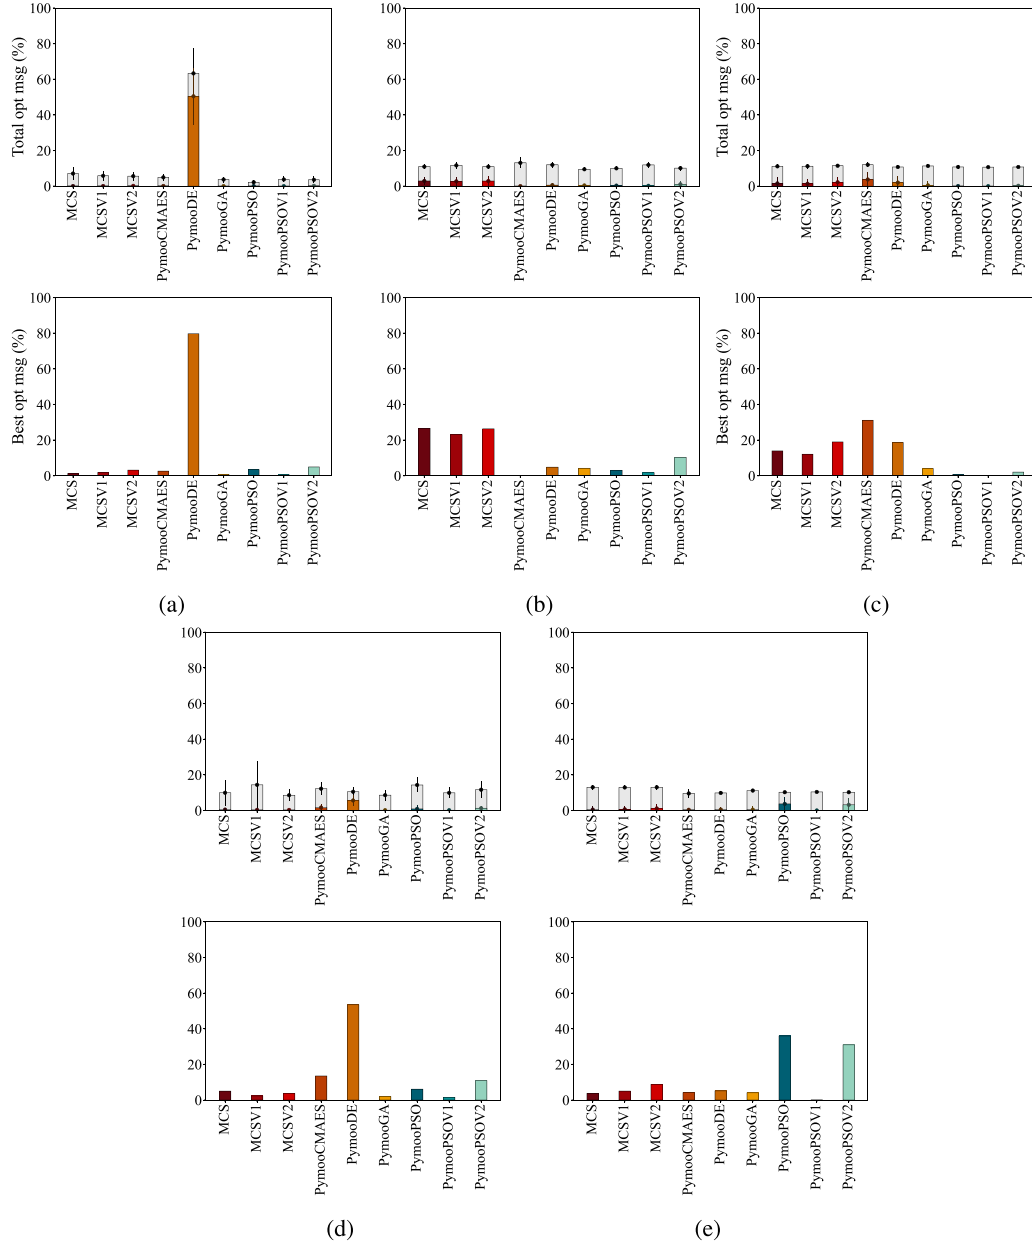 Total opt msg (%)
100
80
60
40
20
0
MCS
MCSV1
MCSV2
PymooCMAES
PymooDE
PymooGA
PymooPSO
PymooPSOV1
PymooPSOV2
100
80
60
40
20
0
MCS
MCSV1
MCSV2
PymooCMAES
PymooDE
PymooGA
PymooPSO
PymooPSOV1
PymooPSOV2
Total opt msg (%)
100
80
60
40
20
0
MCS
MCSV1
MCSV2
PymooCMAES
PymooDE
PymooGA
PymooPSO
PymooPSOV1
PymooPSOV2
Best opt msg (%)
100
80
60
40
20
0
MCS
MCSV1
MCSV2
PymooCMAES
PymooDE
PymooGA
PymooPSO
PymooPSOV1
PymooPSOV2
100
80
60
40
20
0
MCS
MCSV1
MCSV2
PymooCMAES
PymooDE
PymooGA
PymooPSO
PymooPSOV1
PymooPSOV2
Best opt msg (%)
100
80
60
40
20
0
MCS
MCSV1
MCSV2
PymooCMAES
PymooDE
PymooGA
PymooPSO
PymooPSOV1
PymooPSOV2
(a)
(b)
(c)
100
80
60
40
20
0
MCS
MCSV1
MCSV2
PymooCMAES
PymooDE
PymooGA
PymooPSO
PymooPSOV1
PymooPSOV2
100
80
60
40
20
0
MCS
MCSV1
MCSV2
PymooCMAES
PymooDE
PymooGA
PymooPSO
PymooPSOV1
PymooPSOV2
100
80
60
40
20
0
MCS
MCSV1
MCSV2
PymooCMAES
PymooDE
PymooGA
PymooPSO
PymooPSOV1
PymooPSOV2
100
80
60
40
20
0
MCS
MCSV1
MCSV2
PymooCMAES
PymooDE
PymooGA
PymooPSO
PymooPSOV1
PymooPSOV2
(d)
(e)